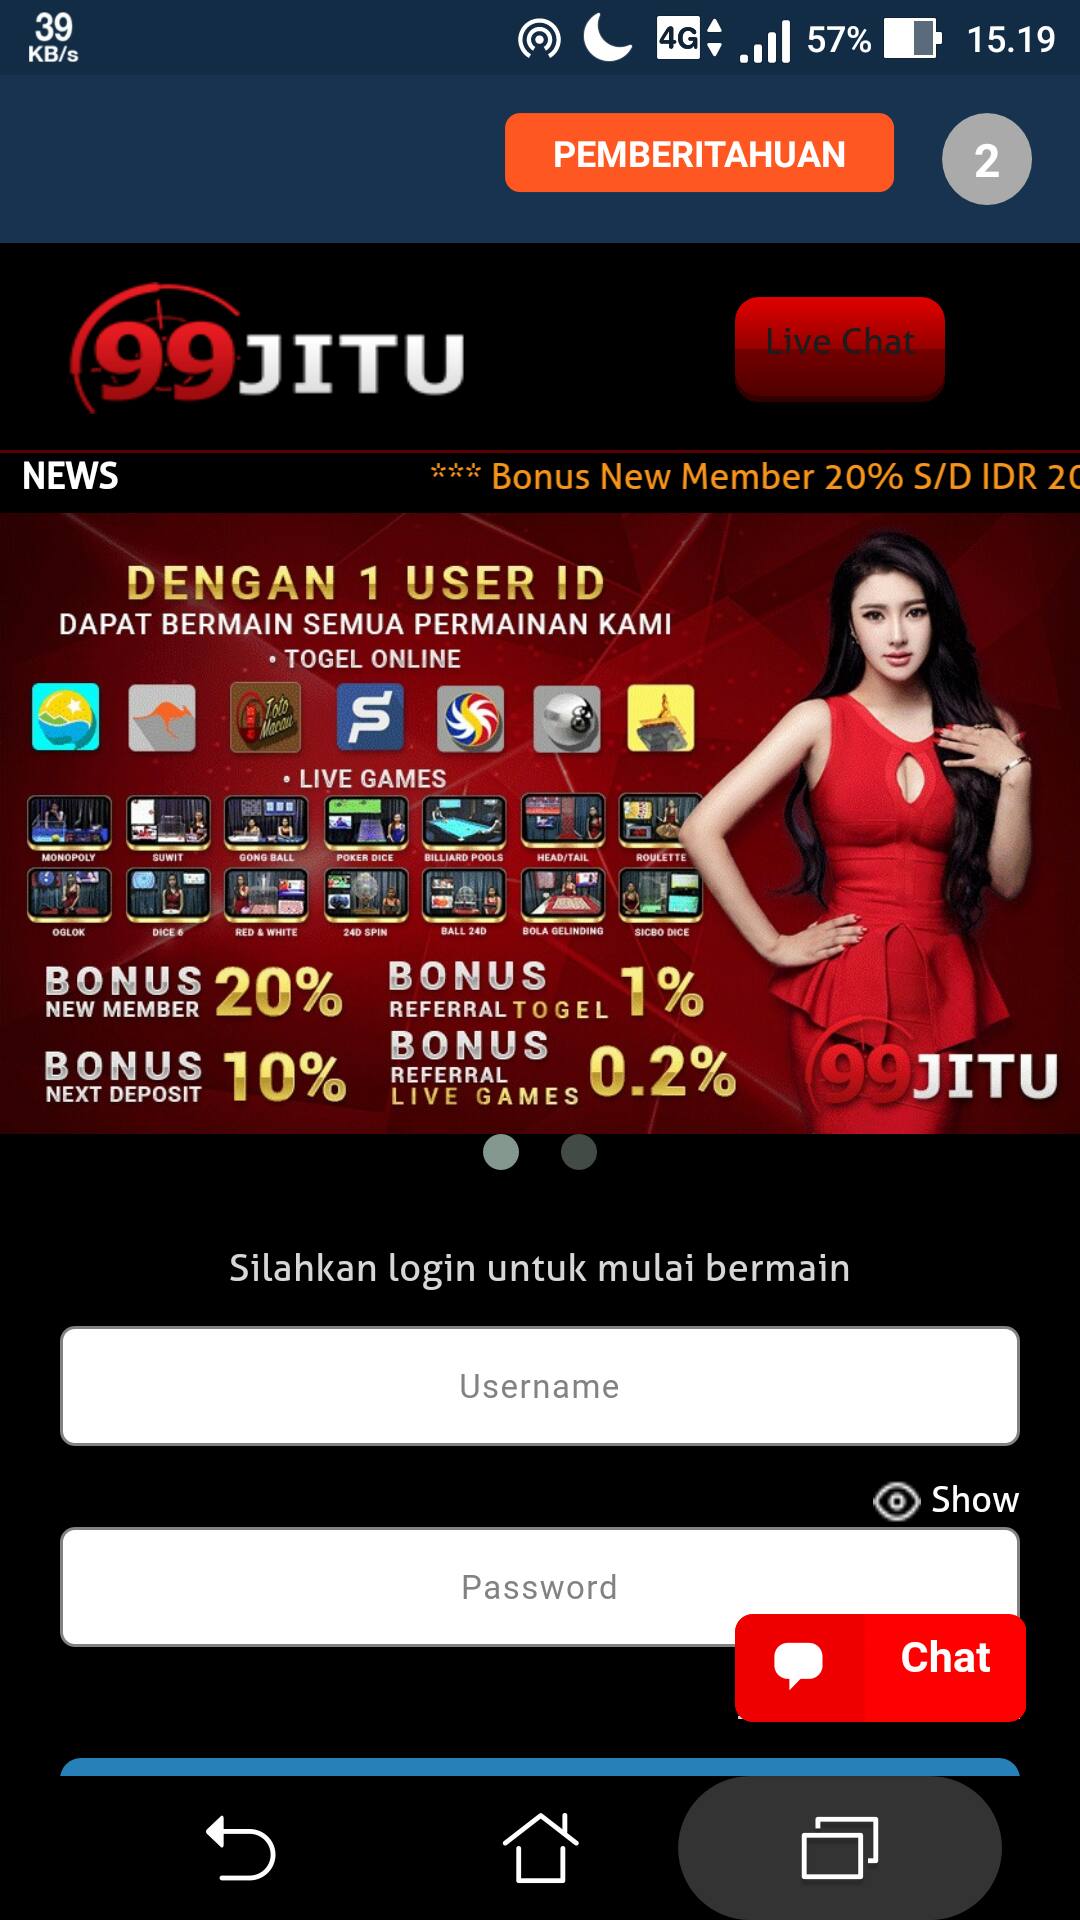 39
KB/s
4G
57%
15.19
PEMBERITAHUAN
2
99JITU
Live Chat
NEWS
*** Bonus New Member 20% S/D IDR 20
DENGAN 1 USER ID
DAPAT BERMAIN SEMUA PERMAINAN KAMI
• TOGEL ONLINE
Toto
Macau
8
• LIVE GAMES
MONOPOLY SUWIT GONG BALL POKER DICE BILLIARD POOLS HEAD/TAIL ROULETTE
OGLOK DICE 6 RED & WHITE 24D SPIN BALL 24D BOLA GELINDING SICBO DICE
BONUS
NEW MEMBER 20%
BONUS
REFERRAL TOGEL 1%
BONUS
NEXT DEPOSIT 10%
BONUS
REFERRAL
LIVE GAMES 0.2%
99JITU
Silahkan login untuk mulai bermain
Username
Show
Password
Chat